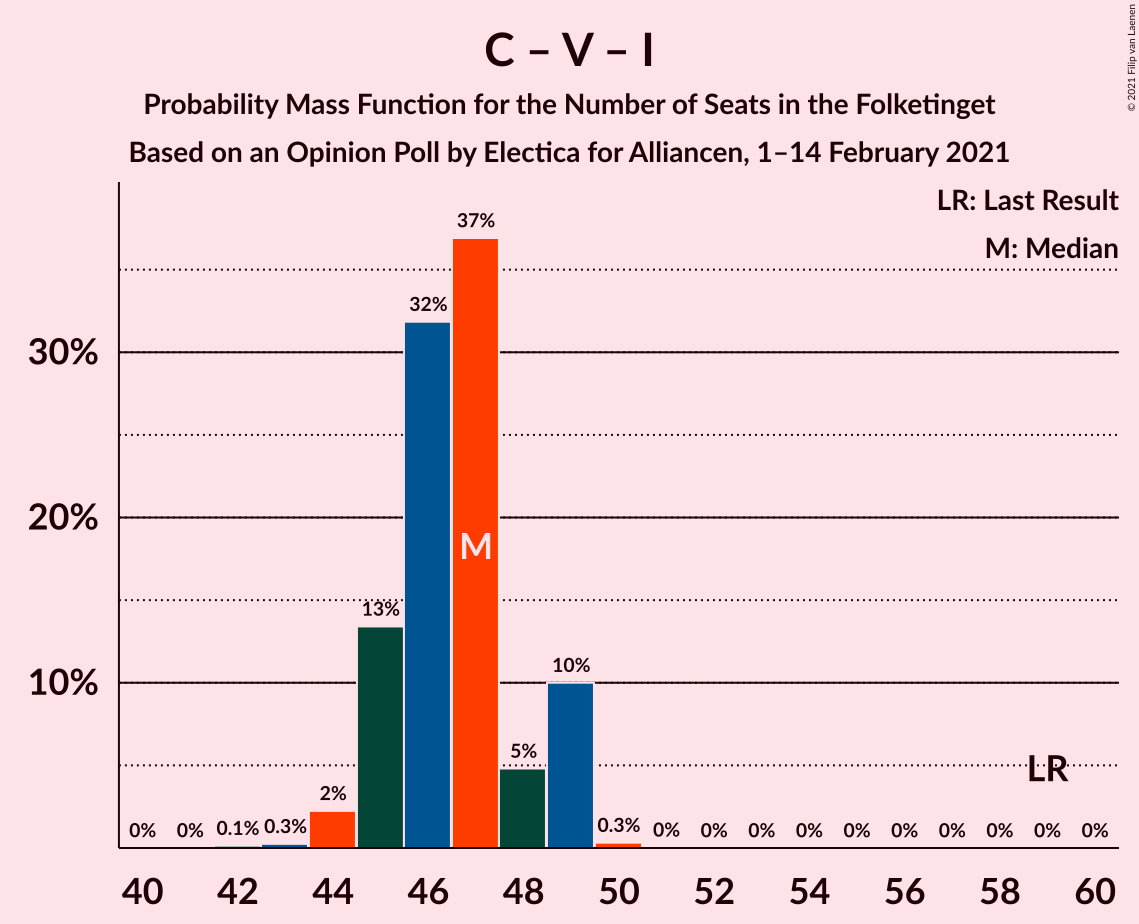 C – V – I
Probability Mass Function for the Number of Seats in the Folketinget
Based on an Opinion Poll by Electica for Alliancen, 1–14 February 2021
© 2021 Filip van Laenen
LR: Last Result
M: Median
37%
32%
30%
20%
M
13%
10%
10%
5%
LR
2%
0% 0% 0.1% 0.3% 0.3% 0% 0% 0% 0% 0% 0% 0% 0% 0% 0%
40 42 44 46 48 50 52 54 56 58 60